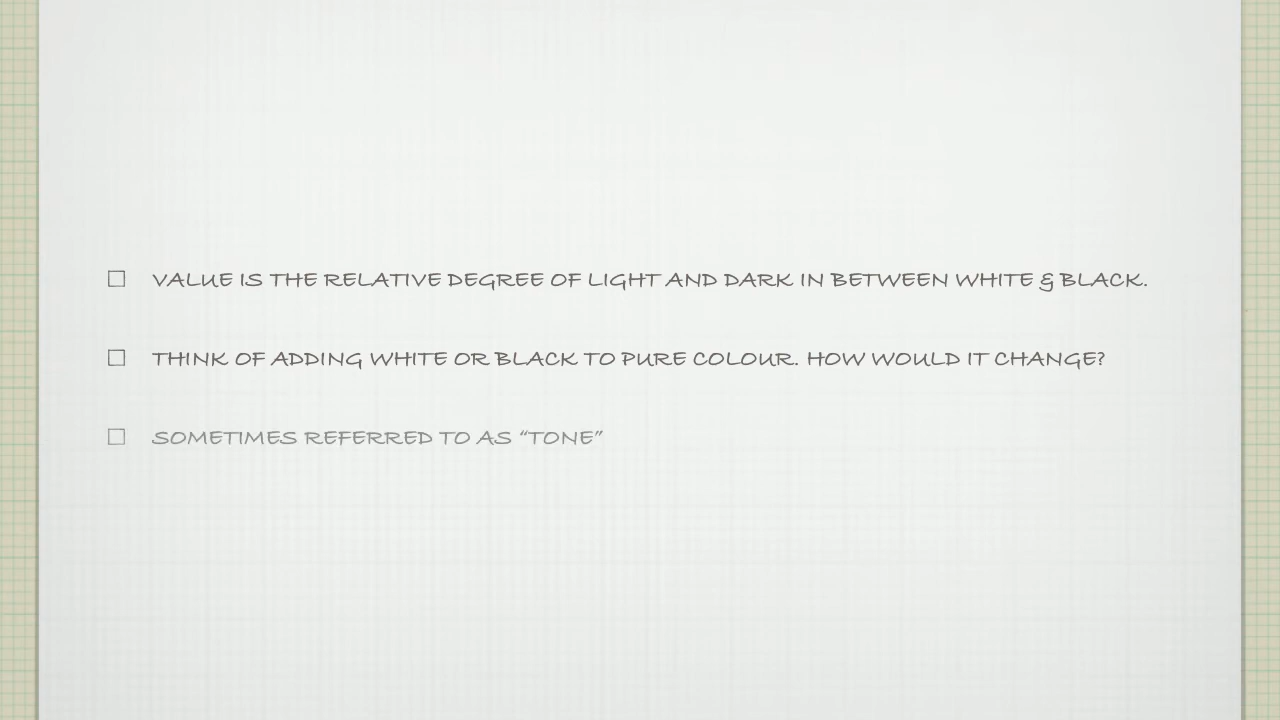 VALUE IS THE RELATIVE DEGREE OF LIGHT AND DARK IN BETWEEN WHITE & BLACK.
THINK OF ADDING WHITE OR BLACK TO PURE COLOUR. HOW WOULD IT CHANGE?
SOMETIMES REFERRED TO AS “TONE”